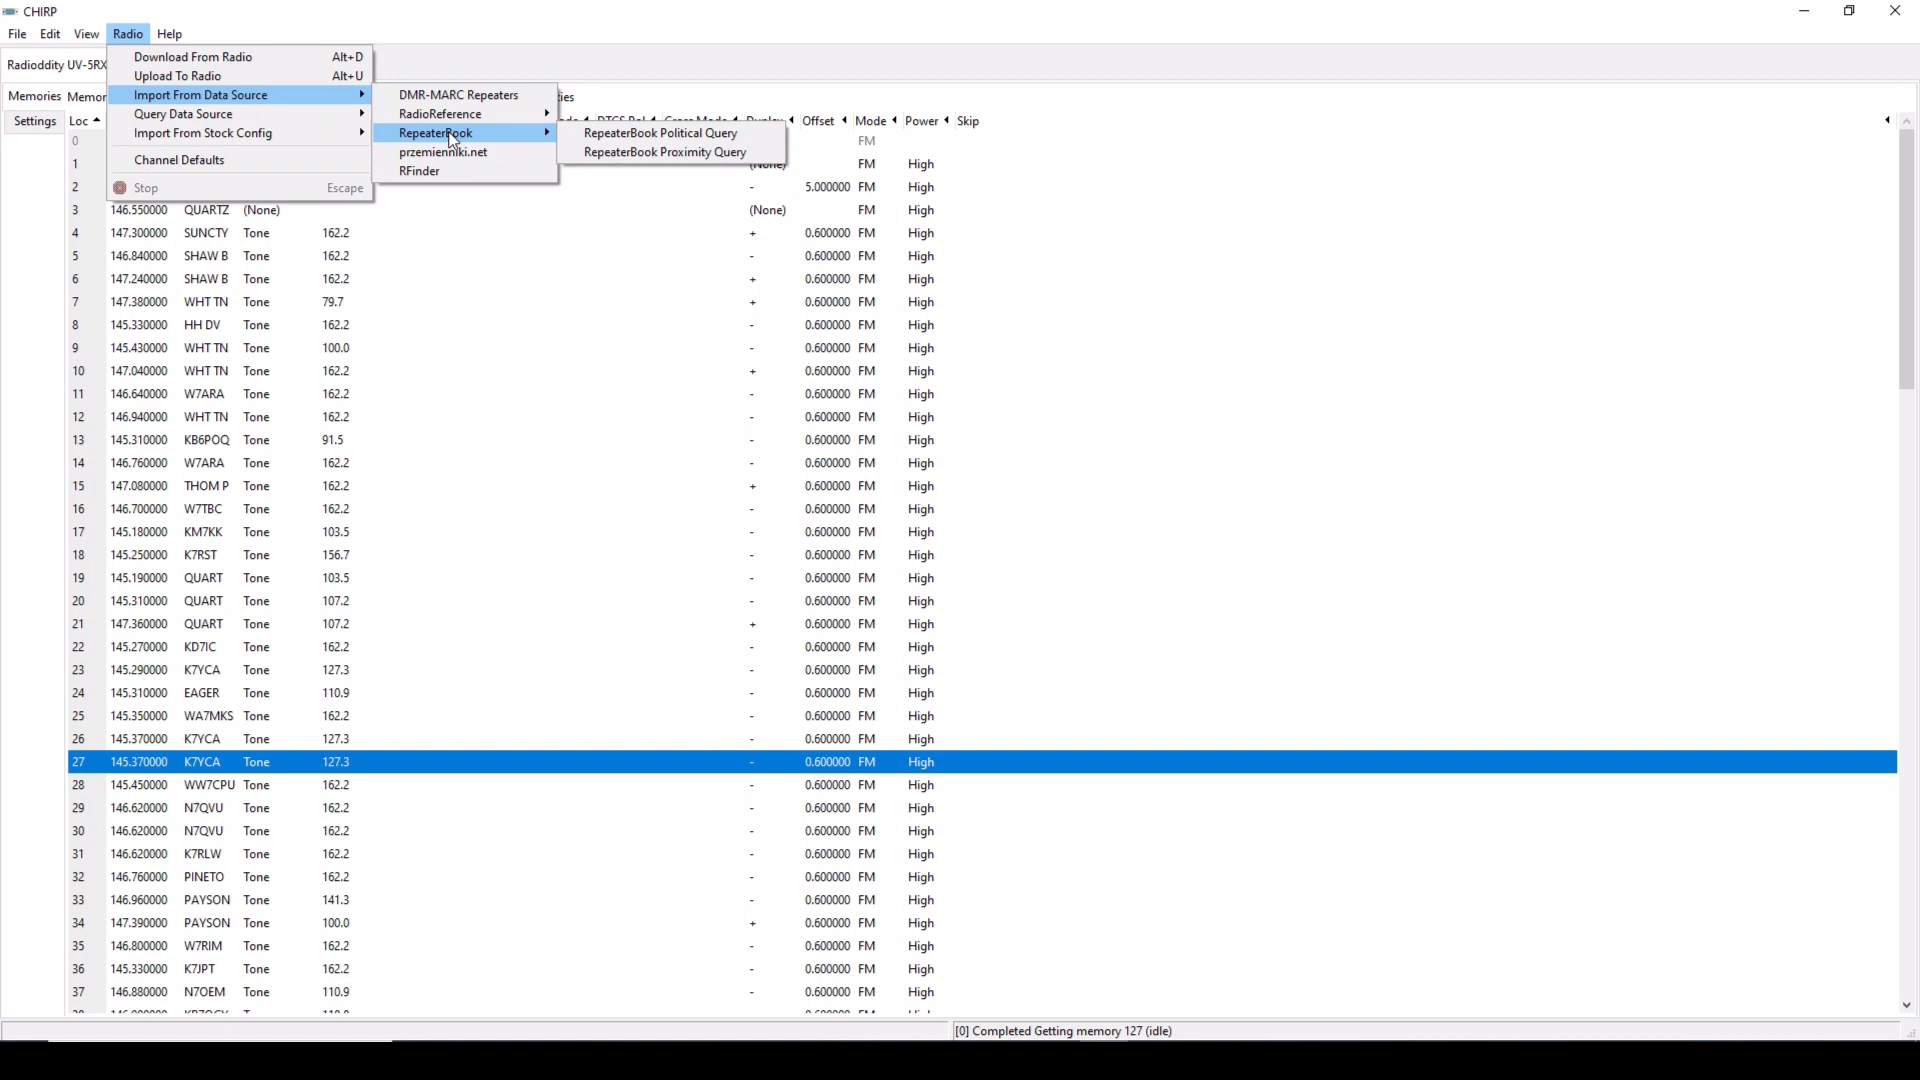 CHIRP
File Edit View Radio Help
Radioddity UV-5RX
Download From Radio Alt+D
Upload To Radio Alt+U
Import From Data Source
Query Data Source
Import From Stock Config
Channel Defaults
Stop Escape
DMR-MARC Repeaters
RadioReference
RepeaterBook
przemienniki.net
RFinder
RepeaterBook Political Query
RepeaterBook Proximity Query
Memories
Settings
Loc Offset Mode Power Skip
0 FM
1 (None) FM High
2 - 5.000000 FM High
3 146.550000 QUARTZ (None) (None) FM High
4 147.300000 SUNCTY Tone 162.2 + 0.600000 FM High
5 146.840000 SHAW B Tone 162.2 - 0.600000 FM High
6 147.240000 SHAW B Tone 162.2 + 0.600000 FM High
7 147.380000 WHT TN Tone 79.7 + 0.600000 FM High
8 145.330000 HH DV Tone 162.2 - 0.600000 FM High
9 145.430000 WHT TN Tone 100.0 - 0.600000 FM High
10 147.040000 WHT TN Tone 162.2 + 0.600000 FM High
11 146.640000 W7ARA Tone 162.2 - 0.600000 FM High
12 146.940000 WHT TN Tone 162.2 - 0.600000 FM High
13 145.310000 KB6POQ Tone 91.5 - 0.600000 FM High
14 146.760000 W7ARA Tone 162.2 - 0.600000 FM High
15 147.080000 THOM P Tone 162.2 + 0.600000 FM High
16 146.700000 W7TBC Tone 162.2 - 0.600000 FM High
17 145.180000 KM7KK Tone 103.5 - 0.600000 FM High
18 145.250000 K7RST Tone 156.7 - 0.600000 FM High
19 145.190000 QUART Tone 103.5 - 0.600000 FM High
20 145.310000 QUART Tone 107.2 - 0.600000 FM High
21 147.360000 QUART Tone 107.2 + 0.600000 FM High
22 145.270000 KD7IC Tone 162.2 - 0.600000 FM High
23 145.290000 K7YCA Tone 127.3 - 0.600000 FM High
24 145.310000 EAGER Tone 110.9 - 0.600000 FM High
25 145.350000 WA7MKS Tone 162.2 - 0.600000 FM High
26 145.370000 K7YCA Tone 127.3 - 0.600000 FM High
27 145.370000 K7YCA Tone 127.3 - 0.600000 FM High
28 145.450000 WW7CPU Tone 162.2 - 0.600000 FM High
29 146.620000 N7QVU Tone 162.2 - 0.600000 FM High
30 146.620000 N7QVU Tone 162.2 - 0.600000 FM High
31 146.620000 K7RLW Tone 162.2 - 0.600000 FM High
32 146.760000 PINETO Tone 162.2 - 0.600000 FM High
33 146.960000 PAYSON Tone 141.3 - 0.600000 FM High
34 147.390000 PAYSON Tone 100.0 + 0.600000 FM High
35 146.800000 W7RIM Tone 162.2 - 0.600000 FM High
36 145.330000 K7JPT Tone 162.2 - 0.600000 FM High
37 146.880000 N7OEM Tone 110.9 - 0.600000 FM High
[0] Completed Getting memory 127 (idle)